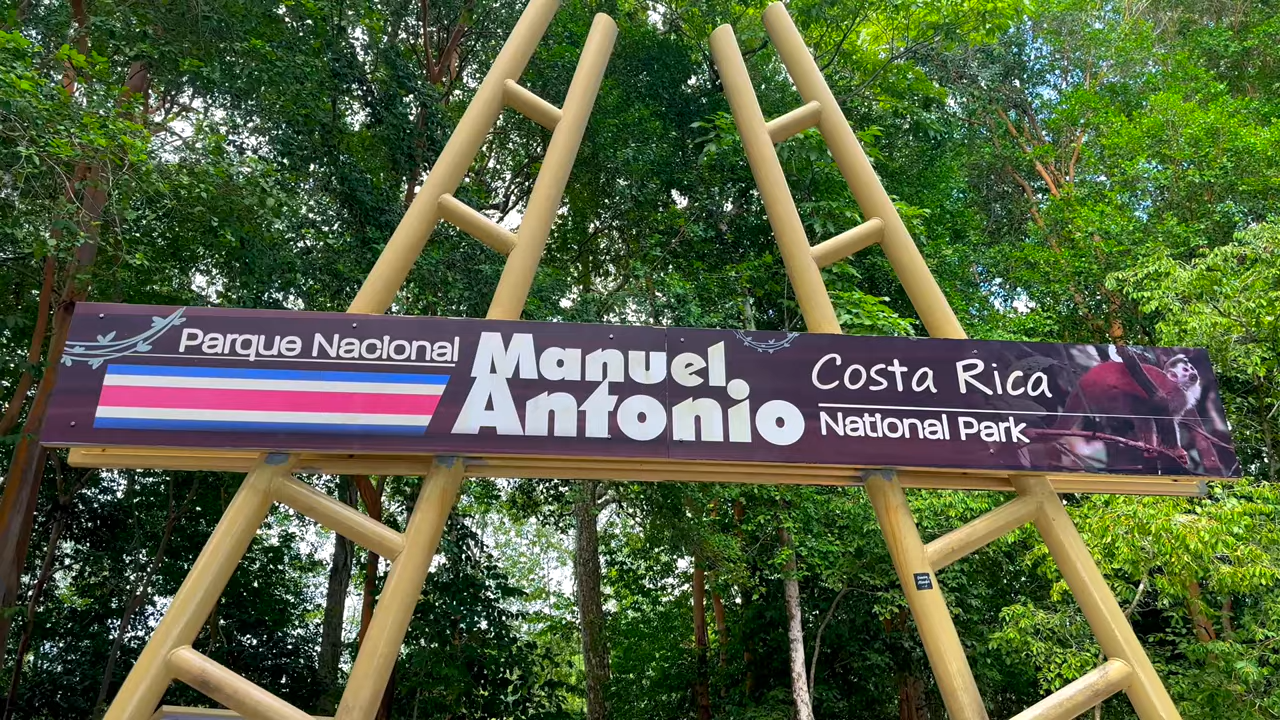 Parque Nacional
Manuel
Antonio
Costa Rica
National Park